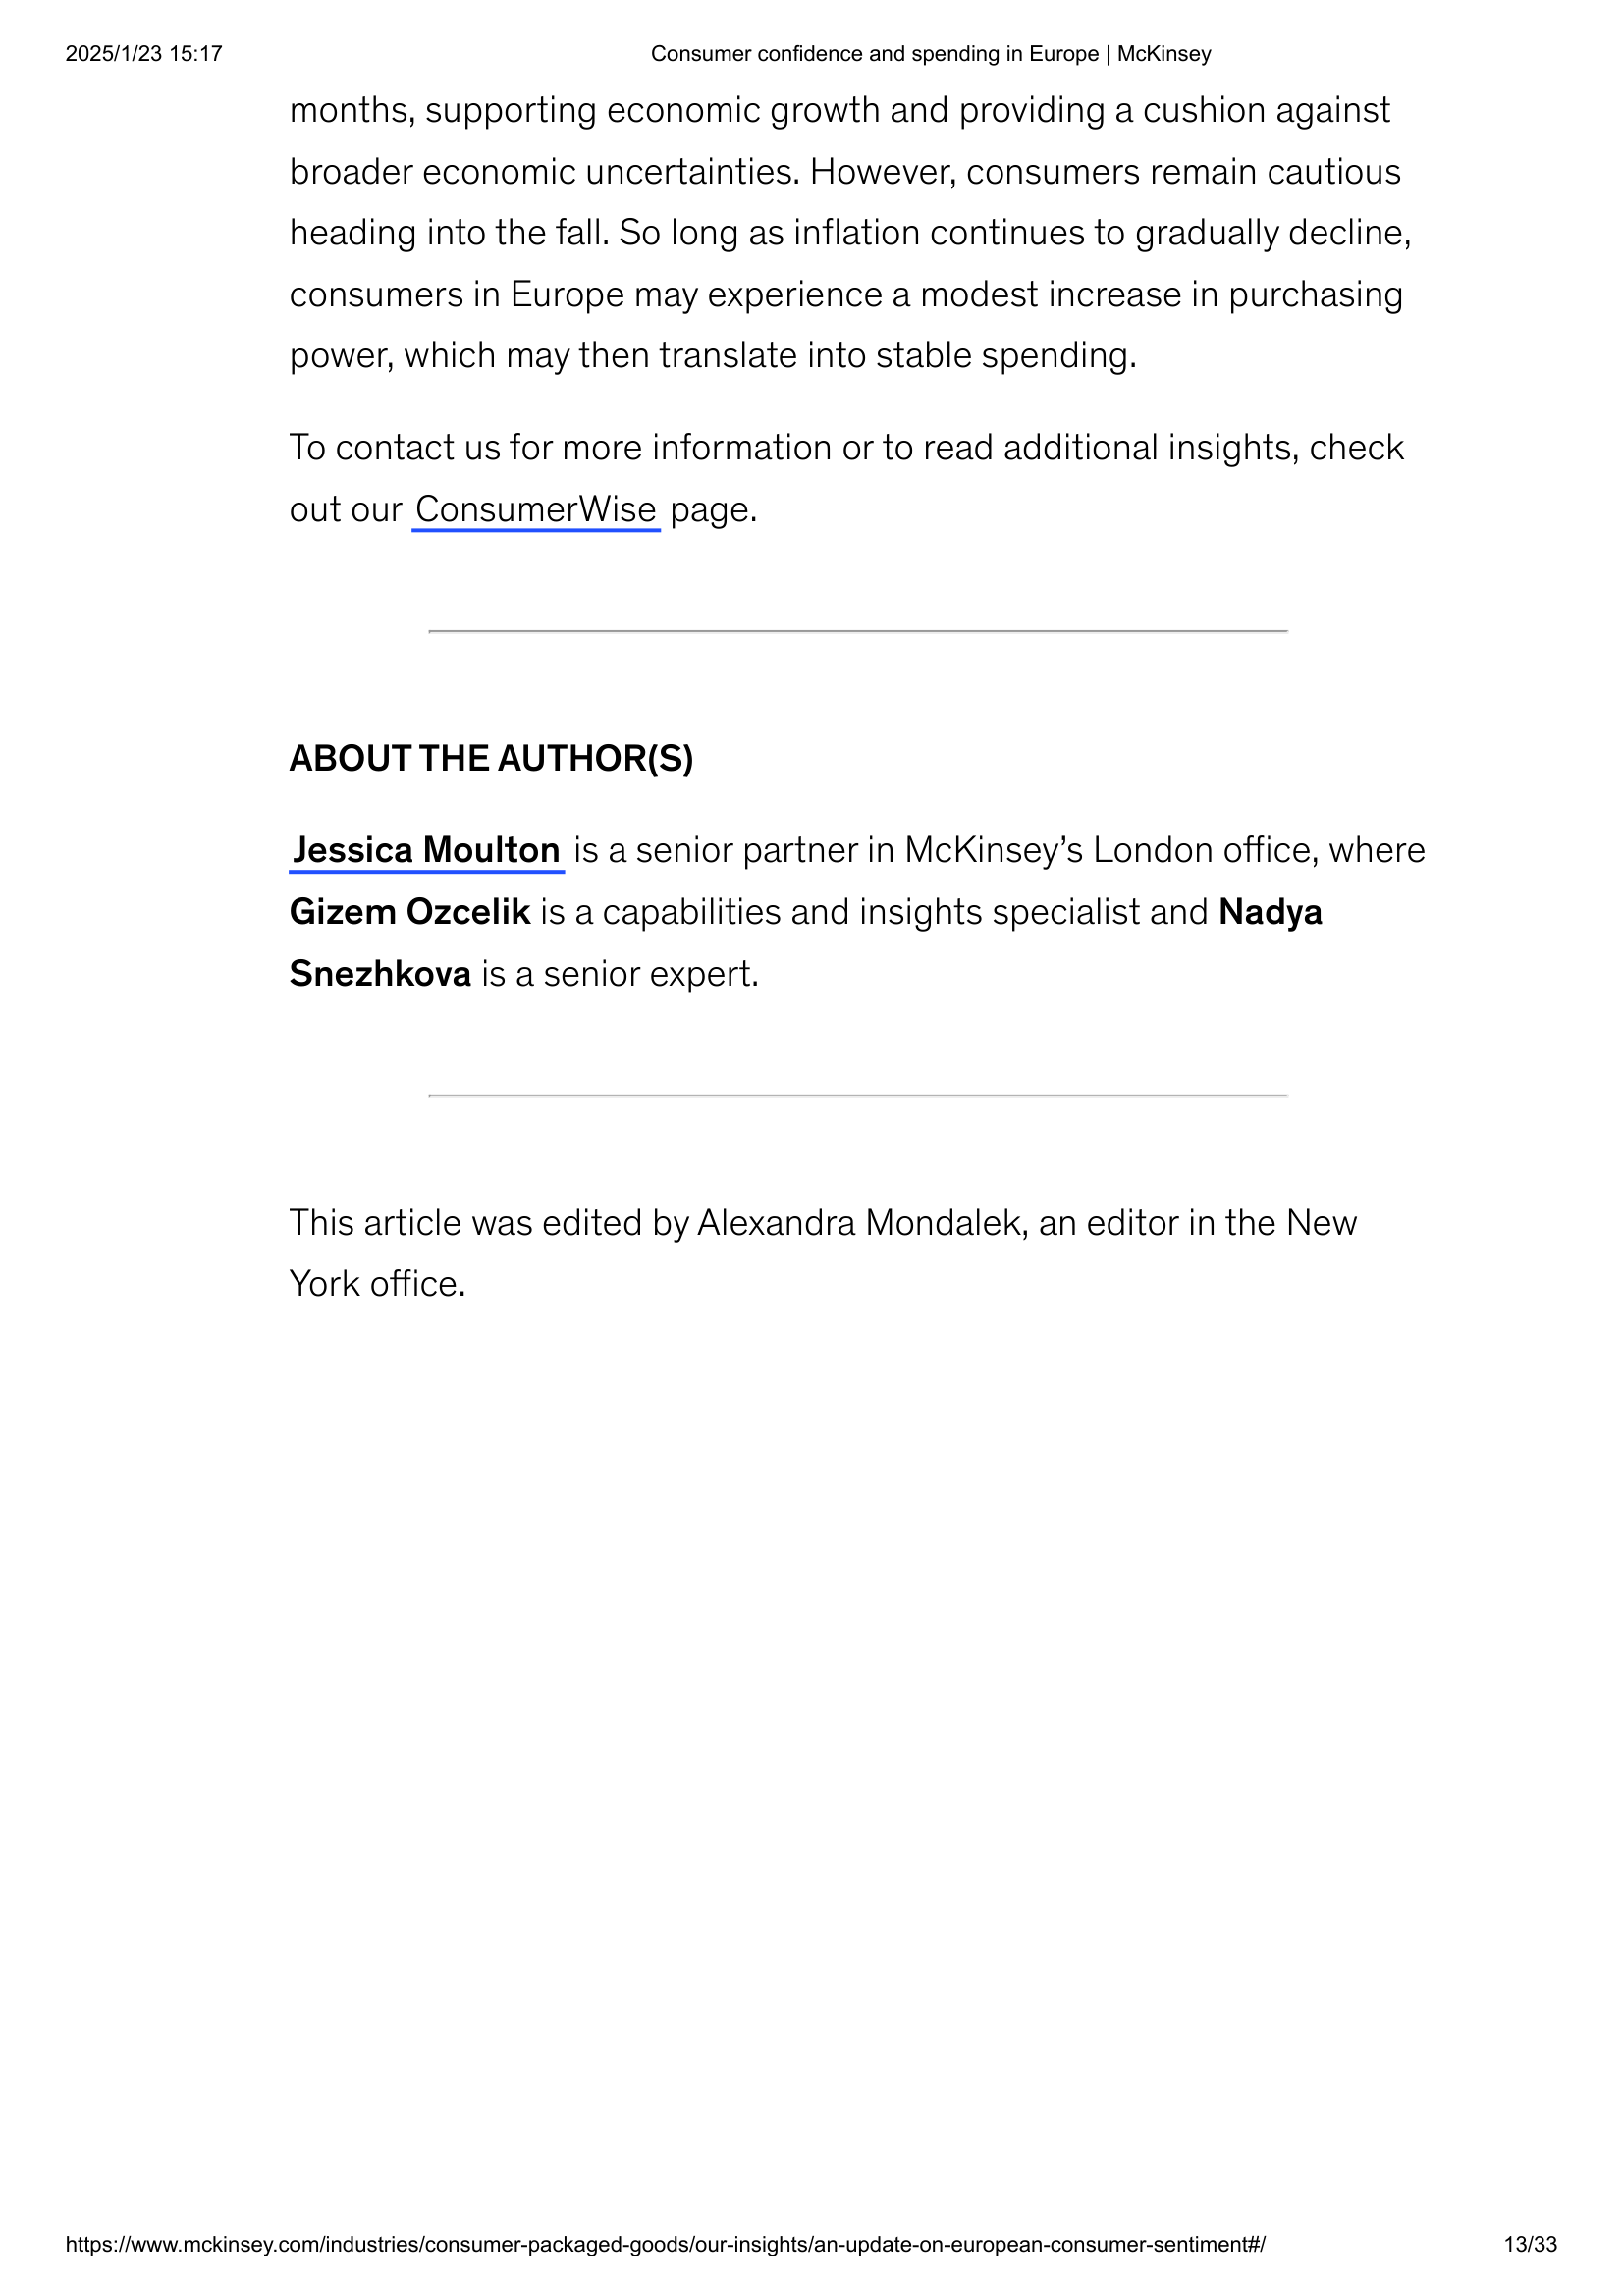 2025/1/23 15:17
Consumer confidence and spending in Europe | McKinsey
months, supporting economic growth and providing a cushion against
broader economic uncertainties. However, consumers remain cautious
heading into the fall. So long as inflation continues to gradually decline,
consumers in Europe may experience a modest increase in purchasing
power, which may then translate into stable spending.
To contact us for more information or to read additional insights, check
out our ConsumerWise page.
ABOUT THE AUTHOR(S)
Jessica Moulton is a senior partner in McKinsey’s London office, where
Gizem Ozcelik is a capabilities and insights specialist and Nadya
Snezhkova is a senior expert.
This article was edited by Alexandra Mondalek, an editor in the New
York office.
https://www.mckinsey.com/industries/consumer-packaged-goods/our-insights/an-update-on-european-consumer-sentiment#/
13/33